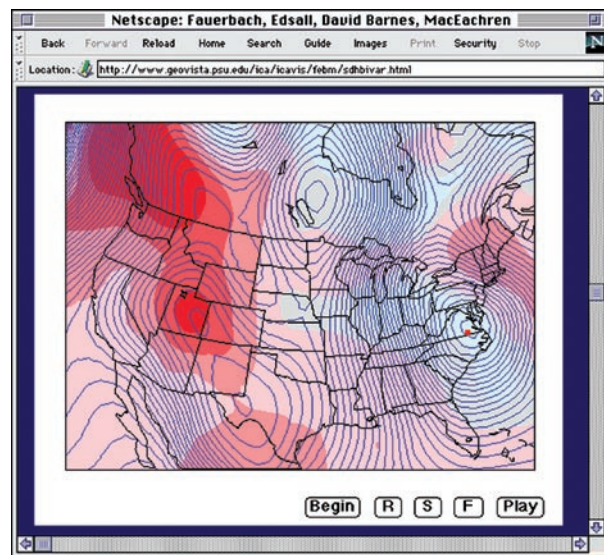 Netscape: Fauerbach, Edsall, David Barnes, MacEachren
Back Forward Reload Home Search Guide Images Print Security Stop N
Location: http://www.geovista.psu.edu/ica/icavis/febm/sdhbivar.html
Begin R S F Play